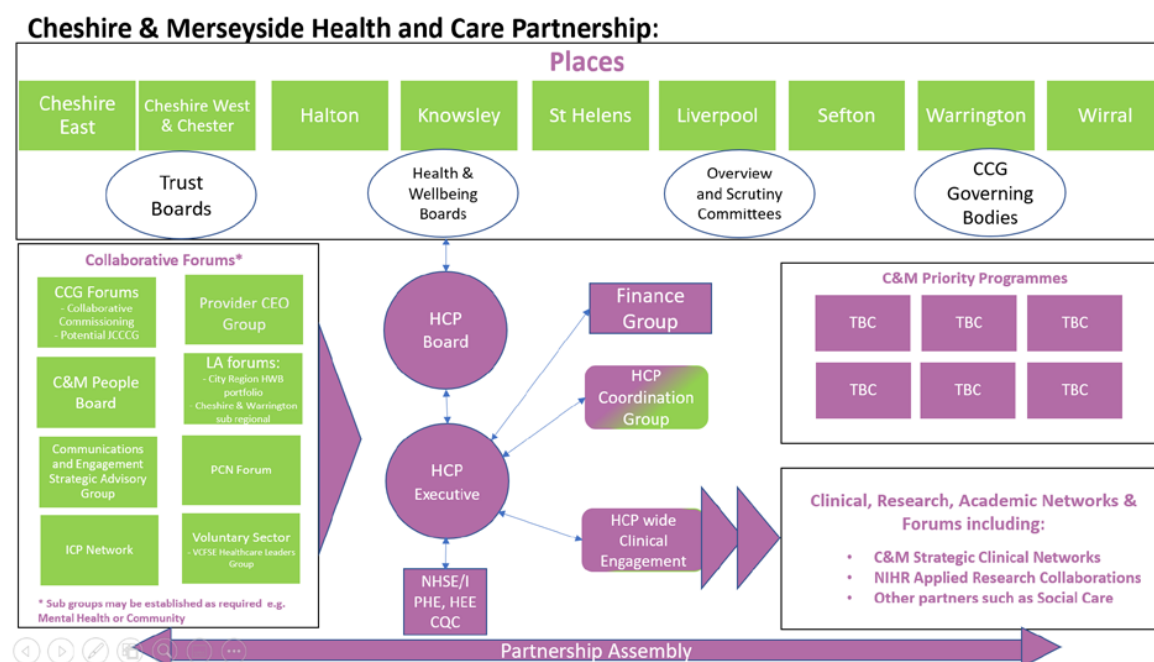 Cheshire & Merseyside Health and Care Partnership:
Places
Cheshire
East
Cheshire West
& Chester
Halton
Knowsley
St Helens
Liverpool
Sefton
Warrington
Wirral
Trust
Boards
Health &
Wellbeing
Boards
Overview
and Scrutiny
Committees
CCG
Governing
Bodies
Collaborative Forums*
CCG Forums
- Collaborative
Commissioning
- Potential JCCCG
Provider CEO
Group
C&M People
Board
LA forums:
- City Region HWB
portfolio
- Cheshire & Warrington
sub regional
Communications
and Engagement
Strategic Advisory
Group
PCN Forum
ICP Network
Voluntary Sector
- VCFSE Healthcare Leaders
Group
* Sub groups may be established as required e.g.
Mental Health or Community
HCP
Board
HCP
Executive
NHSE/I
PHE, HEE
CQC
Finance
Group
HCP
Coordination
Group
HCP wide
Clinical
Engagement
C&M Priority Programmes
TBC
TBC
TBC
TBC
TBC
TBC
Clinical, Research, Academic Networks &
Forums including:
• C&M Strategic Clinical Networks
• NIHR Applied Research Collaborations
• Other partners such as Social Care
Partnership Assembly